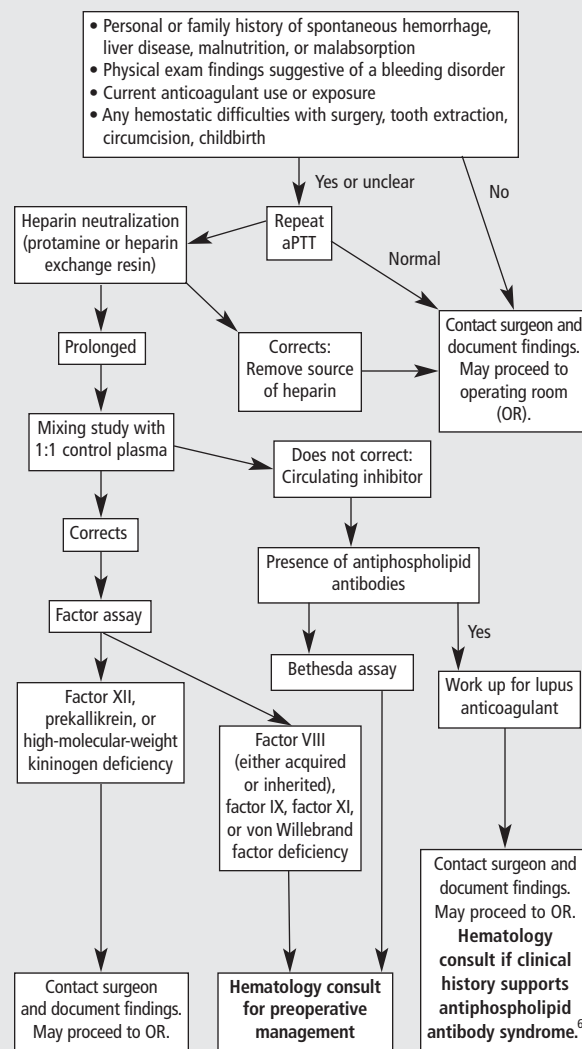 • Personal or family history of spontaneous hemorrhage,
liver disease, malnutrition, or malabsorption
• Physical exam findings suggestive of a bleeding disorder
• Current anticoagulant use or exposure
• Any hemostatic difficulties with surgery, tooth extraction,
circumcision, childbirth
Yes or unclear
No
Heparin neutralization
(protamine or heparin
exchange resin)
Repeat
aPTT
Normal
Prolonged
Corrects:
Remove source
of heparin
Contact surgeon and
document findings.
May proceed to
operating room
(OR).
Mixing study with
1:1 control plasma
Does not correct:
Circulating inhibitor
Corrects
Presence of antiphospholipid
antibodies
Factor assay
Yes
Bethesda assay
Work up for lupus
anticoagulant
Factor XII,
prekallikrein, or
high-molecular-weight
kininogen deficiency
Factor VIII
(either acquired
or inherited),
factor IX, factor XI,
or von Willebrand
factor deficiency
Contact surgeon
and document findings.
May proceed to OR.
Hematology consult
for preoperative
management
Contact surgeon and
document findings.
May proceed to OR.
Hematology
consult if clinical
history supports
antiphospholipid
antibody syndrome.6